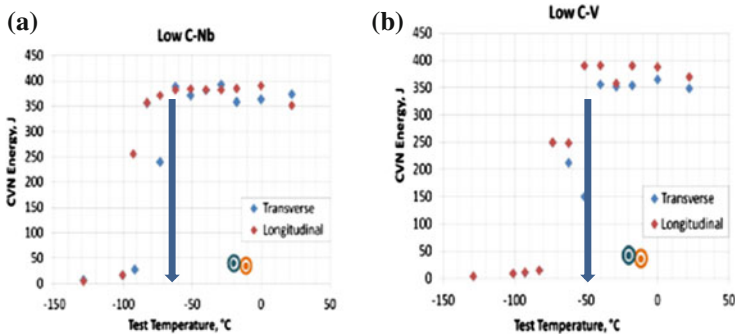 (a)
Low C-Nb
CVN Energy, J
450
400
350
300
250
200
150
100
50
0
-150
-100
-50
0
50
Test Temperature, °C
Transverse
Longitudinal
(b)
Low C-V
CVN Energy, J
450
400
350
300
250
200
150
100
50
0
-150
-100
-50
0
50
Test Temperature, °C
Transverse
Longitudinal